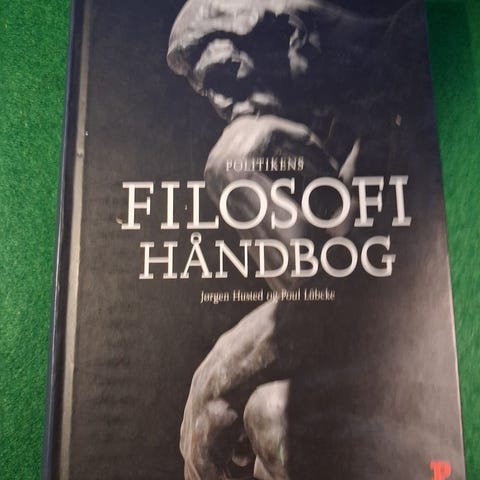 POLITIKENS
FILOSOFI
HÅNDBOG
Jørgen Husted og Poul Lübcke
P